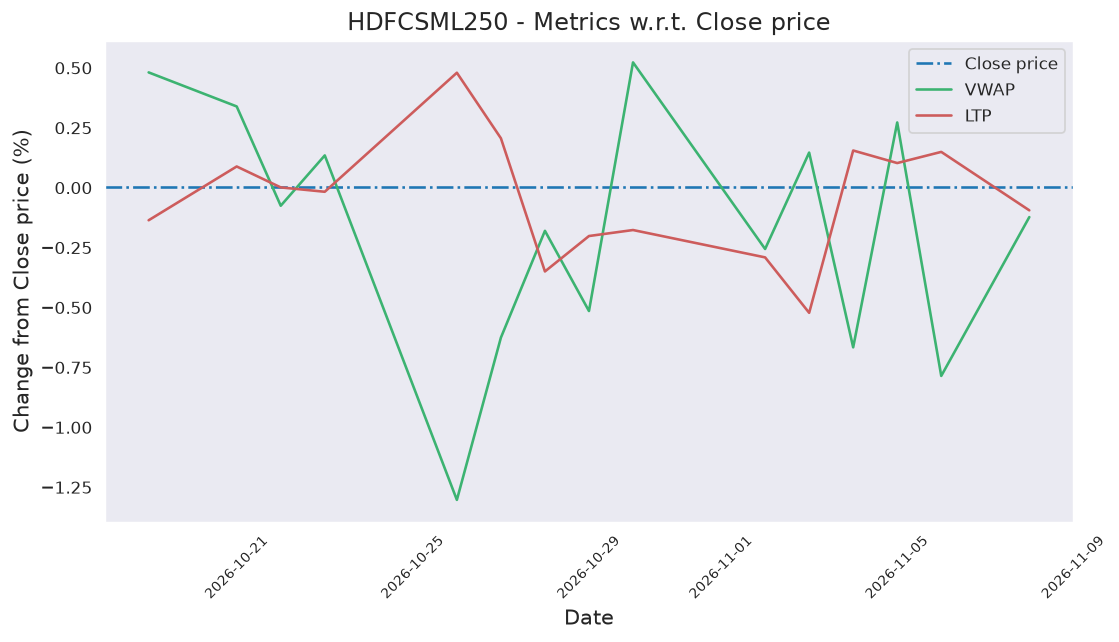 HDFCSML250 - Metrics w.r.t. Close price
Close price
VWAP
LTP
Change from Close price (%)
0.50
0.25
0.00
−0.25
−0.50
−0.75
−1.00
−1.25
2026-10-21
2026-10-25
2026-10-29
2026-11-01
2026-11-05
2026-11-09
Date